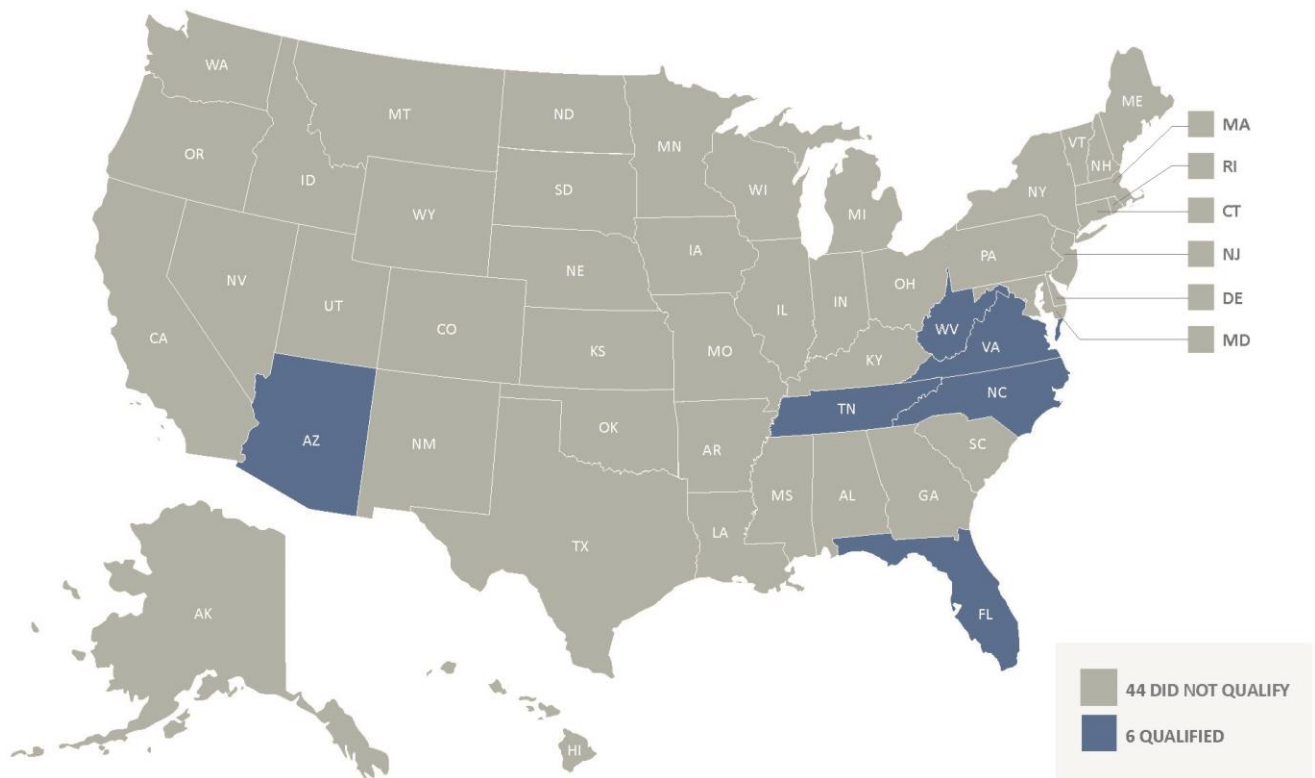 WA
MT
ND
MN
ME
MA
OR
ID
SD
WI
VT
NH
RI
WY
MI
NY
CT
IA
NE
PA
NJ
NV
UT
CO
IL
IN
OH
DE
CA
KS
MO
KY
WV
VA
MD
AZ
NM
OK
AR
TN
NC
SC
MS
AL
GA
TX
LA
AK
FL
HI
44 DID NOT QUALIFY
6 QUALIFIED